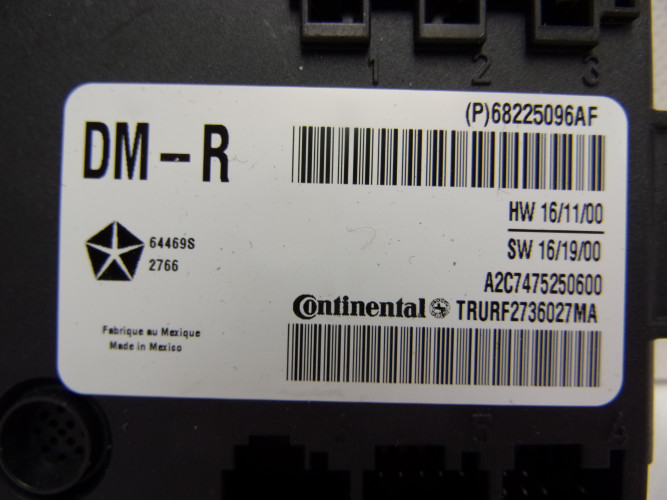 1 2 3
(P)68225096AF
DM-R
HW 16/11/00
SW 16/19/00
64469S
2766
A2C7475250600
Continental TRURF2736027MA
Fabrique au Mexique
Made in Mexico
5